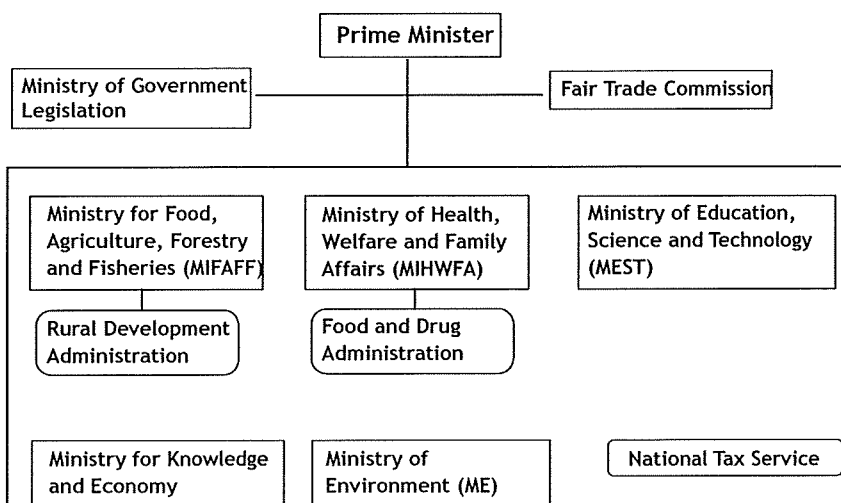 Prime Minister
Ministry of Government
Legislation
Fair Trade Commission
Ministry for Food,
Agriculture, Forestry
and Fisheries (MIFAFF)
Ministry of Health,
Welfare and Family
Affairs (MIHWFA)
Ministry of Education,
Science and Technology
(MEST)
Rural Development
Administration
Food and Drug
Administration
Ministry for Knowledge
and Economy
Ministry of
Environment (ME)
National Tax Service